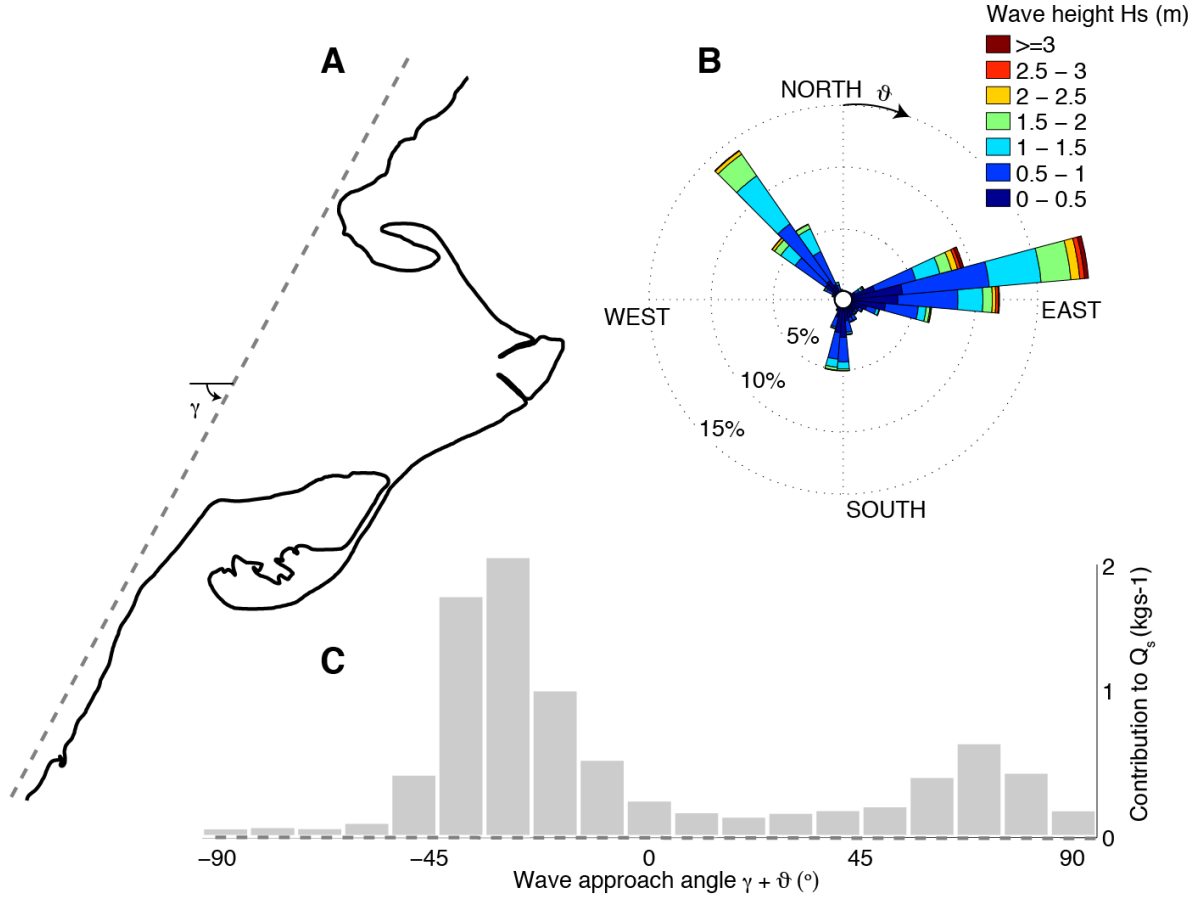 A
γ
B
NORTH
ϑ
WEST
EAST
SOUTH
5%
10%
15%
Wave height Hs (m)
>=3
2.5 – 3
2 – 2.5
1.5 – 2
1 – 1.5
0.5 – 1
0 – 0.5
C
2
1
0
Contribution to Qs (kgs-1)
–90
–45
0
45
90
Wave approach angle γ + ϑ (º)